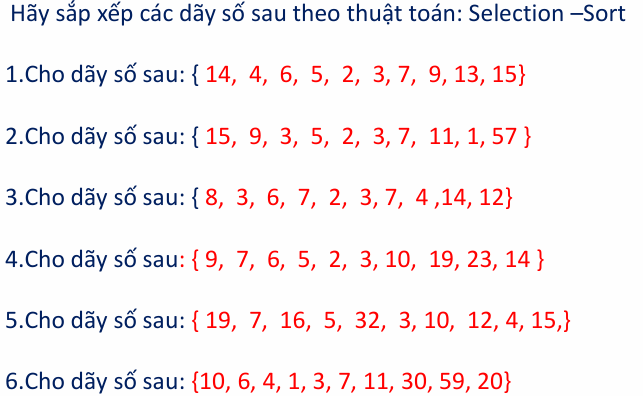 Hãy sắp xếp các dãy số sau theo thuật toán: Selection –Sort
1.Cho dãy số sau: { 14, 4, 6, 5, 2, 3, 7, 9, 13, 15}
2.Cho dãy số sau: { 15, 9, 3, 5, 2, 3, 7, 11, 1, 57 }
3.Cho dãy số sau: { 8, 3, 6, 7, 2, 3, 7, 4 ,14, 12}
4.Cho dãy số sau: { 9, 7, 6, 5, 2, 3, 10, 19, 23, 14 }
5.Cho dãy số sau: { 19, 7, 16, 5, 32, 3, 10, 12, 4, 15,}
6.Cho dãy số sau: {10, 6, 4, 1, 3, 7, 11, 30, 59, 20}